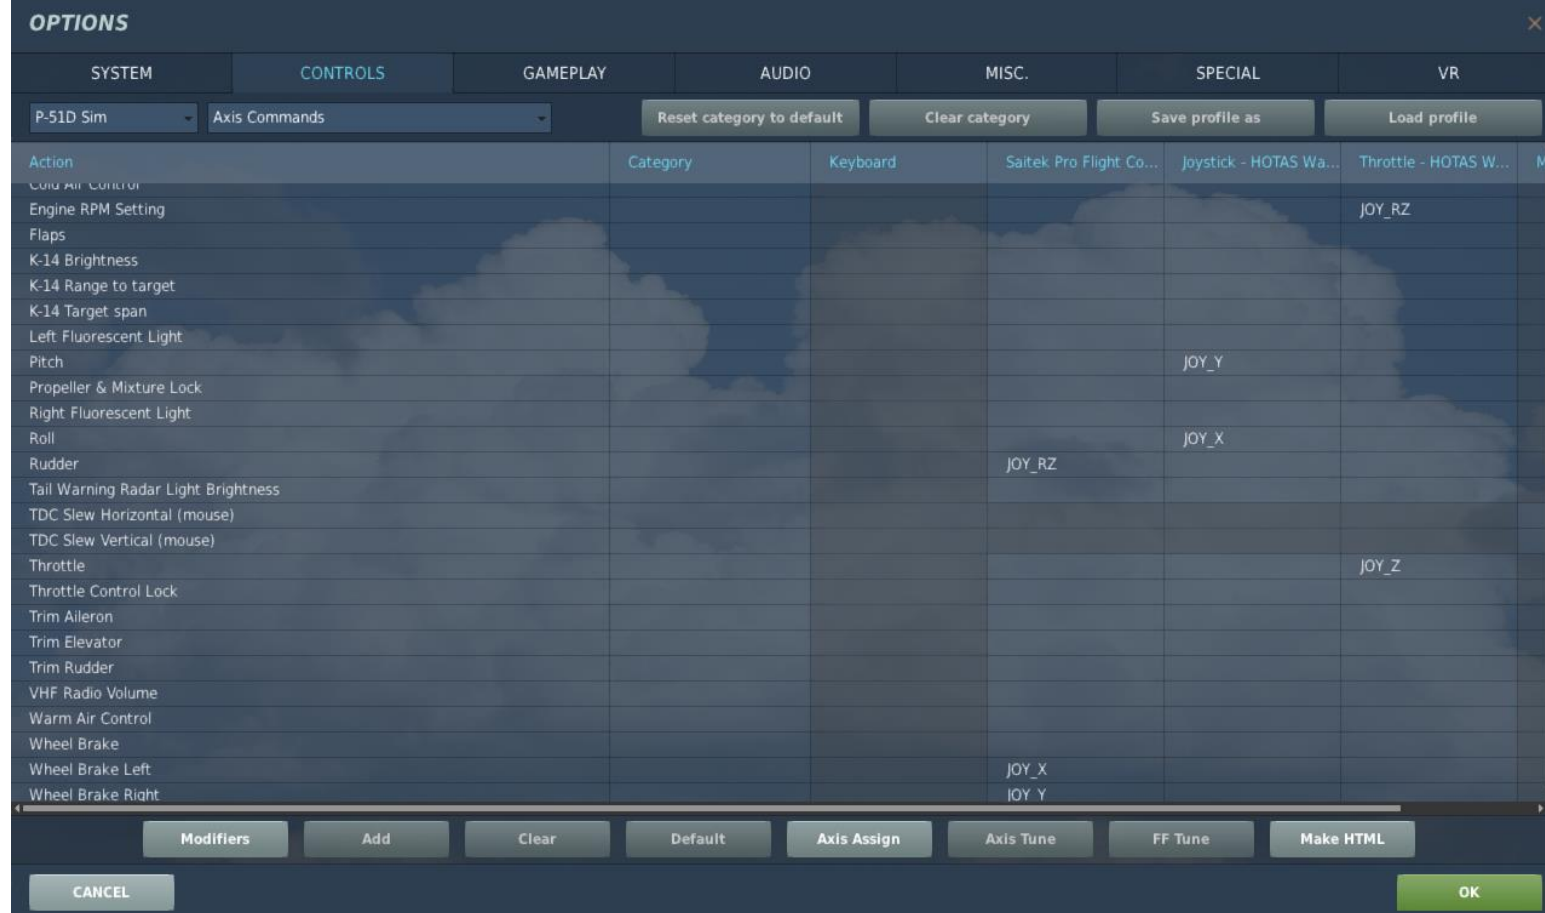 OPTIONS
×
SYSTEM CONTROLS GAMEPLAY AUDIO MISC. SPECIAL VR
P-51D Sim Axis Commands Reset category to default Clear category Save profile as Load profile
Action Category Keyboard Saitek Pro Flight Co... Joystick - HOTAS Wa... Throttle - HOTAS W... M
Cold Air Control
Engine RPM Setting JOY_RZ
Flaps
K-14 Brightness
K-14 Range to target
K-14 Target span
Left Fluorescent Light
Pitch JOY_Y
Propeller & Mixture Lock
Right Fluorescent Light
Roll JOY_X
Rudder JOY_RZ
Tail Warning Radar Light Brightness
TDC Slew Horizontal (mouse)
TDC Slew Vertical (mouse)
Throttle JOY_Z
Throttle Control Lock
Trim Aileron
Trim Elevator
Trim Rudder
VHF Radio Volume
Warm Air Control
Wheel Brake
Wheel Brake Left JOY_X
Wheel Brake Right JOY_Y
Modifiers Add Clear Default Axis Assign Axis Tune FF Tune Make HTML
CANCEL OK